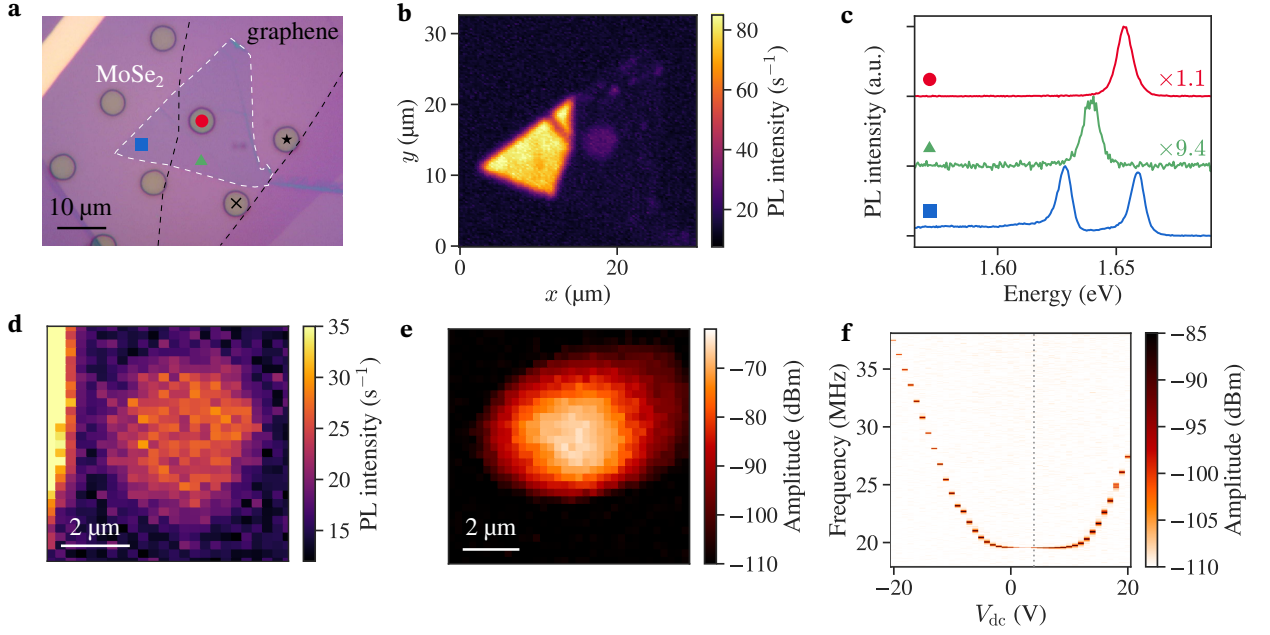 a
graphene
MoSe₂
10 µm
b
30
20
10
0
y (µm)
0
20
x (µm)
80
60
40
20
PL intensity (s⁻¹)
c
×1.1
×9.4
PL intensity (a.u.)
1.60
1.65
Energy (eV)
d
2 µm
35
30
25
20
15
PL intensity (s⁻¹)
e
2 µm
−70
−80
−90
−100
−110
Amplitude (dBm)
f
35
30
25
20
Frequency (MHz)
−20
0
20
V_dc (V)
−85
−90
−95
−100
−105
−110
Amplitude (dBm)